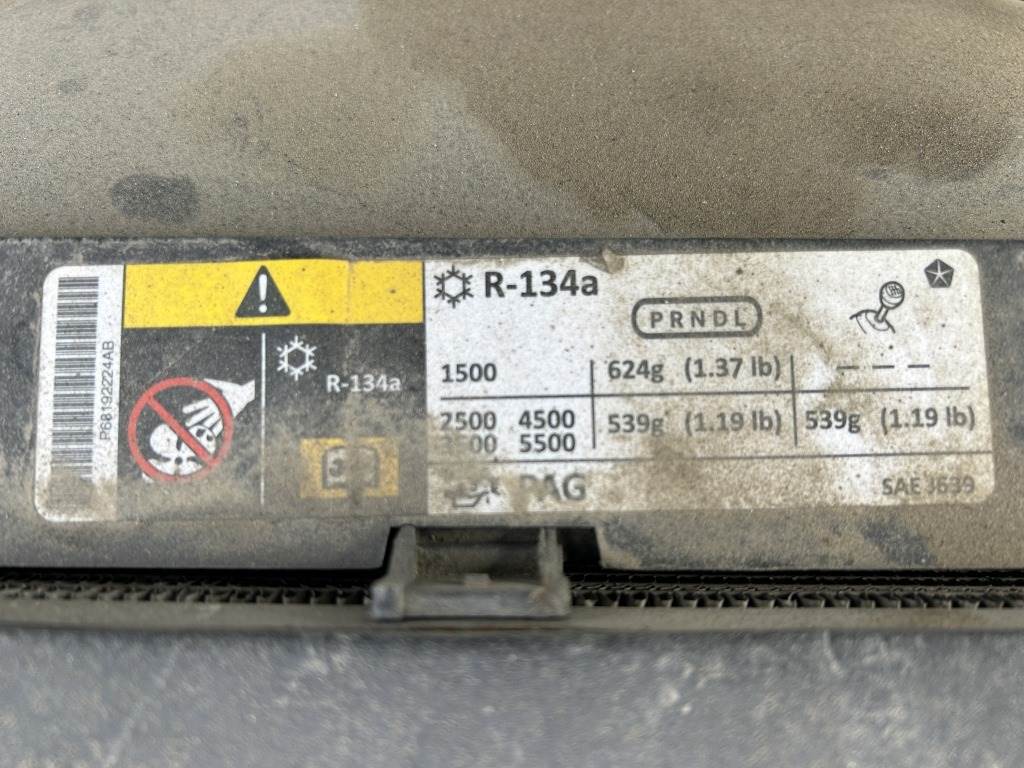 P68192224AB
R-134a
R-134a
PRNDL
1500 624g (1.37 lb) – – –
2500 4500 539g (1.19 lb) 539g (1.19 lb)
5500
PAG
SAE J639